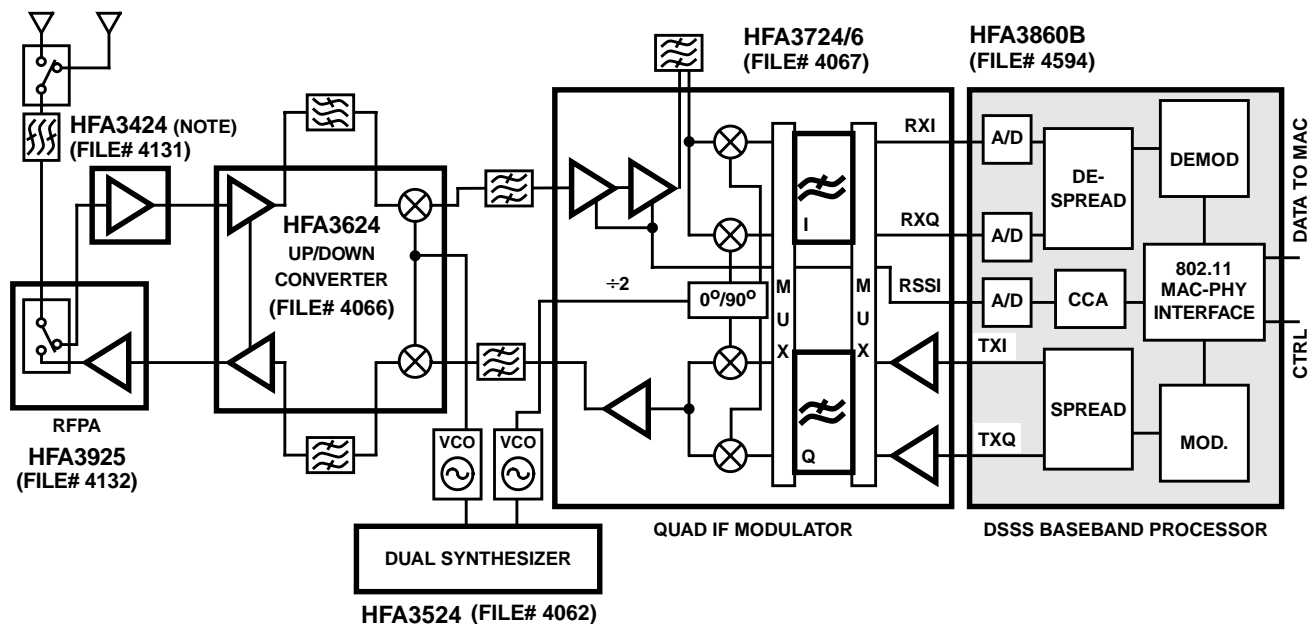 HFA3424 (NOTE)
(FILE# 4131)
HFA3624
UP/DOWN
CONVERTER
(FILE# 4066)
RFPA
HFA3925
(FILE# 4132)
VCO
VCO
DUAL SYNTHESIZER
HFA3524 (FILE# 4062)
HFA3724/6
(FILE# 4067)
÷2
0º/90º
I
Q
M
U
X
M
U
X
RXI
RXQ
RSSI
TXI
TXQ
QUAD IF MODULATOR
HFA3860B
(FILE# 4594)
A/D
A/D
A/D
DE-
SPREAD
DEMOD
CCA
802.11
MAC-PHY
INTERFACE
SPREAD
MOD.
DSSS BASEBAND PROCESSOR
DATA TO MAC
CTRL